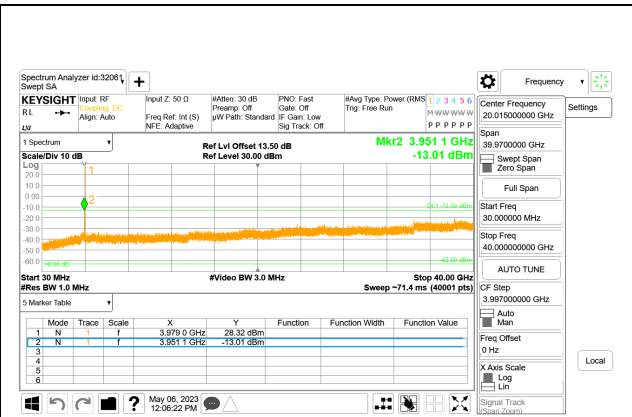 Spectrum Analyzer id:32061
Swept SA
Frequency
KEYSIGHT
RL
LXI
Input: RF
Coupling: DC
Align: Auto
Input Z: 50 Ω
Freq Ref: Int (S)
NFE: Adaptive
#Atten: 30 dB
Preamp: Off
µW Path: Standard
PNO: Fast
Gate: Off
IF Gain: Low
Sig Track: Off
#Avg Type: Power (RMS
Trig: Free Run
1 2 3 4 5 6
M W W W W W
P P P P P P
1 Spectrum
Scale/Div 10 dB
Ref Lvl Offset 13.50 dB
Ref Level 30.00 dBm
Mkr2 3.951 1 GHz
-13.01 dBm
Log
20.0
10.0
0.00
-10.0
-20.0
-30.0
-40.0
-50.0
-60.0
1
2
DL1 -13.00 dBm
Start 30 MHz
#Res BW 1.0 MHz
#Video BW 3.0 MHz
Stop 40.00 GHz
Sweep ~71.4 ms (40001 pts)
5 Marker Table
Mode Trace Scale X Y Function Function Width Function Value
1 N 1 f 3.979 0 GHz 28.32 dBm
2 N 1 f 3.951 1 GHz -13.01 dBm
3
4
5
6
May 06, 2023
12:06:22 PM
Center Frequency
20.015000000 GHz
Settings
Span
39.9700000 GHz
Swept Span
Zero Span
Full Span
Start Freq
30.000000 MHz
Stop Freq
40.000000000 GHz
AUTO TUNE
CF Step
3.997000000 GHz
Auto
Man
Freq Offset
0 Hz
X Axis Scale
Log
Lin
Signal Track
(Span Zoom)
Local